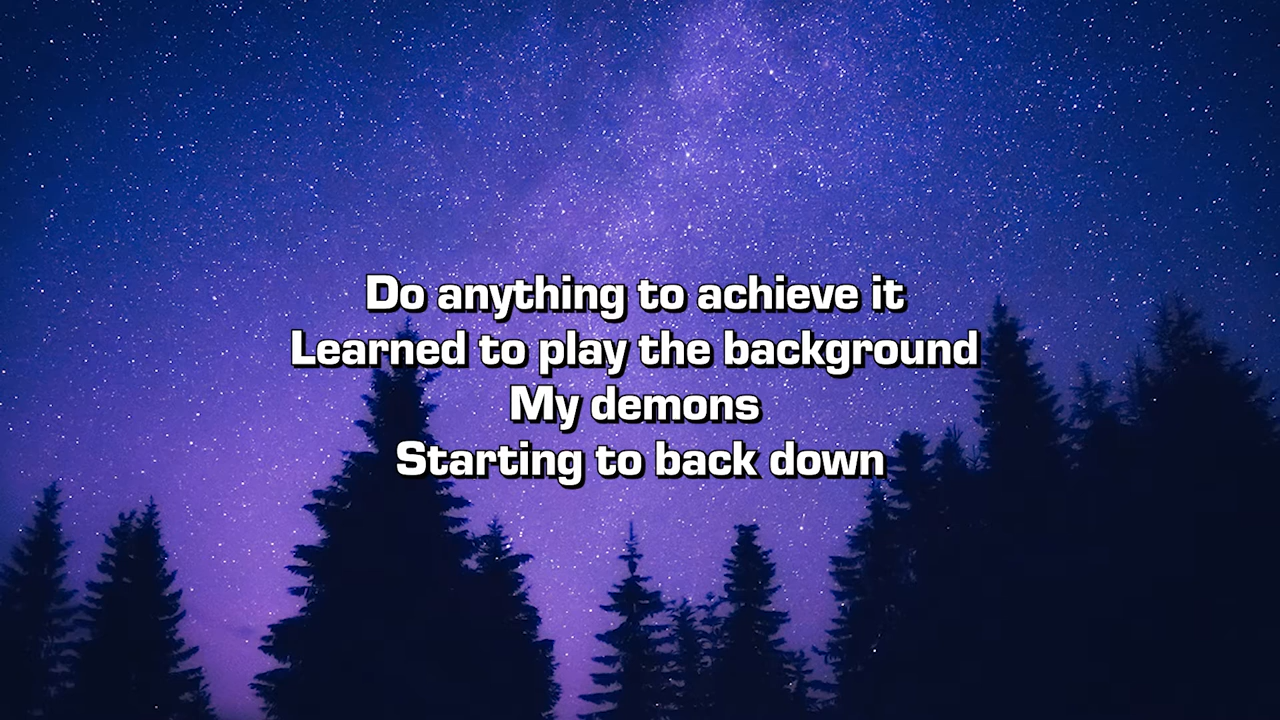 Do anything to achieve it
Learned to play the background
My demons
Starting to back down